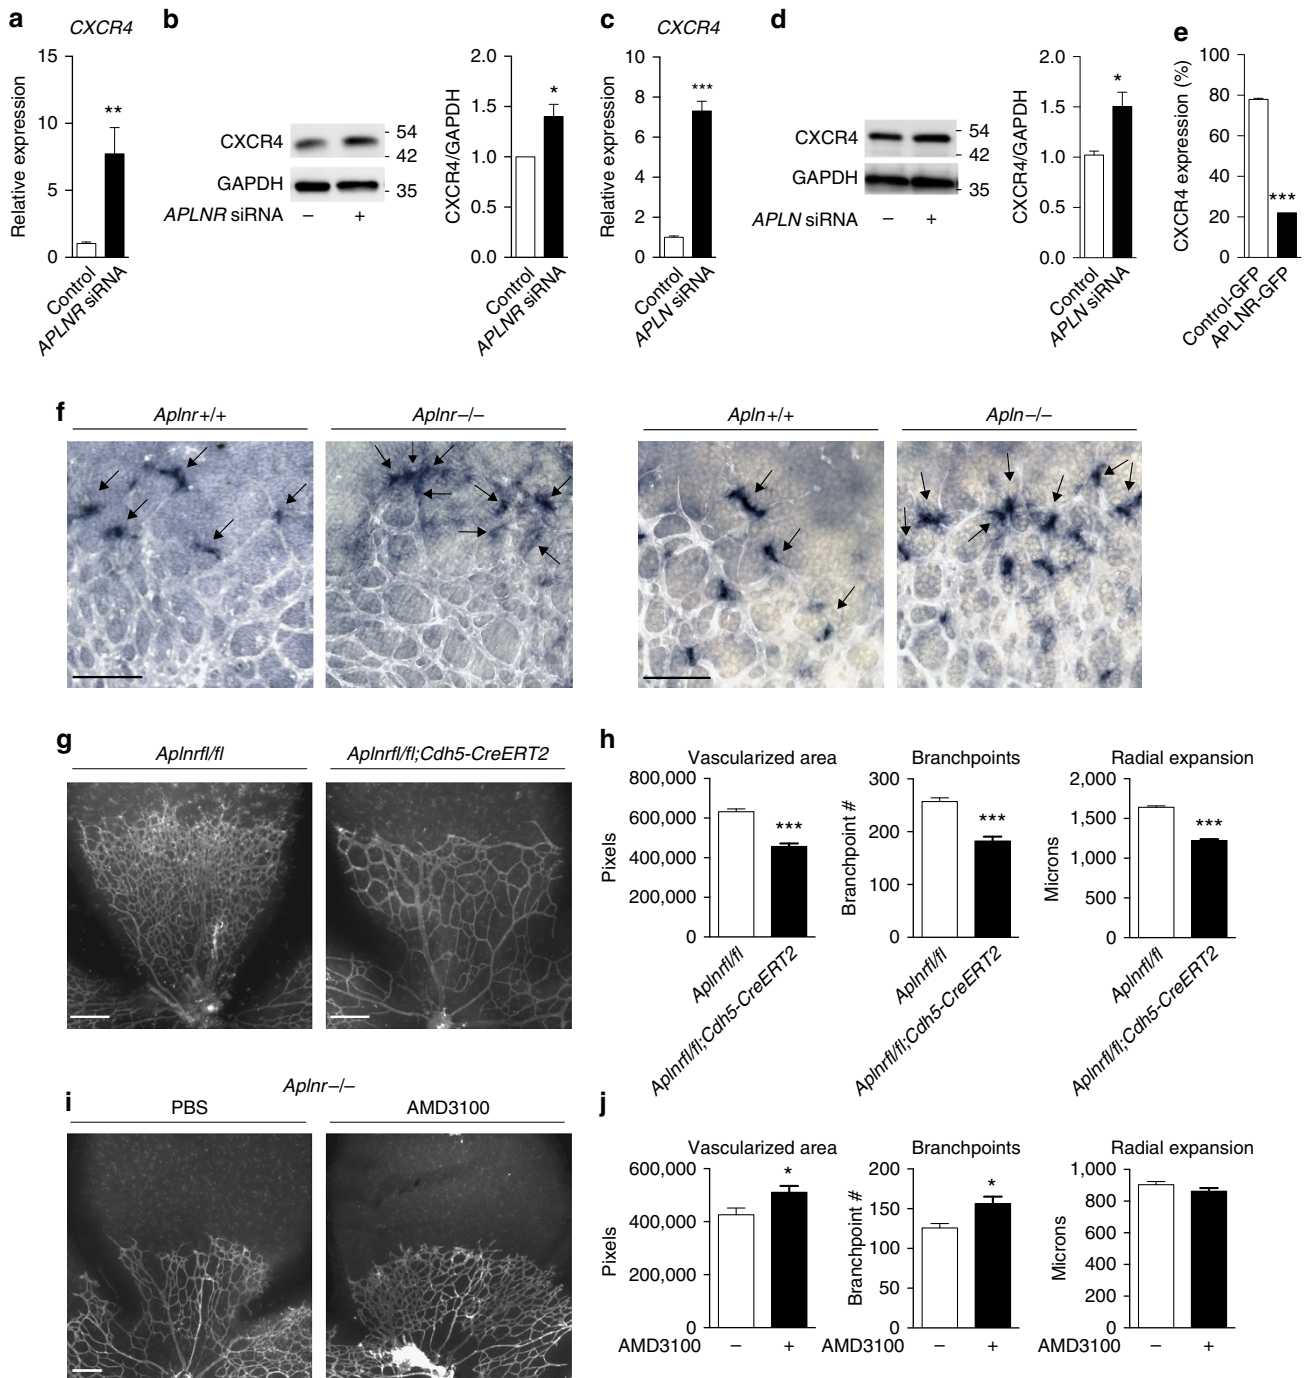 a
CXCR4
Relative expression
15
10
5
0
**
Control
APLNR siRNA
b
CXCR4
GAPDH
APLNR siRNA
– +
54
42
35
CXCR4/GAPDH
2.0
1.5
1.0
0.5
0.0
*
Control
APLNR siRNA
c
CXCR4
Relative expression
10
8
6
4
2
0
***
Control
APLN siRNA
d
CXCR4
GAPDH
APLN siRNA
– +
54
42
35
CXCR4/GAPDH
2.0
1.5
1.0
0.5
0.0
*
Control
APLN siRNA
e
CXCR4 expression (%)
100
80
60
40
20
0
***
Control-GFP
APLNR-GFP
f
Aplnr+/+
Aplnr–/–
Apln+/+
Apln–/–
g
Aplnrfl/fl
Aplnrfl/fl;Cdh5-CreERT2
h
Vascularized area
Pixels
800,000
600,000
400,000
200,000
0
***
Aplnrfl/fl
Aplnrfl/fl;Cdh5-CreERT2
Branchpoints
Branchpoint #
300
200
100
0
***
Aplnrfl/fl
Aplnrfl/fl;Cdh5-CreERT2
Radial expansion
Microns
2,000
1,500
1,000
500
0
***
Aplnrfl/fl
Aplnrfl/fl;Cdh5-CreERT2
i
Aplnr–/–
PBS
AMD3100
j
Vascularized area
Pixels
600,000
400,000
200,000
0
*
AMD3100 – +
Branchpoints
Branchpoint #
200
150
100
50
0
*
AMD3100 – +
Radial expansion
Microns
1,000
800
600
400
200
0
AMD3100 – +